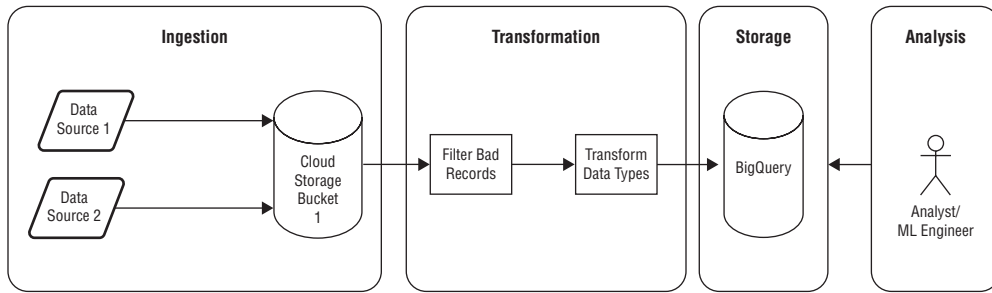 Ingestion
Data
Source 1
Data
Source 2
Cloud
Storage
Bucket
1
Transformation
Filter Bad
Records
Transform
Data Types
Storage
BigQuery
Analysis
Analyst/
ML Engineer